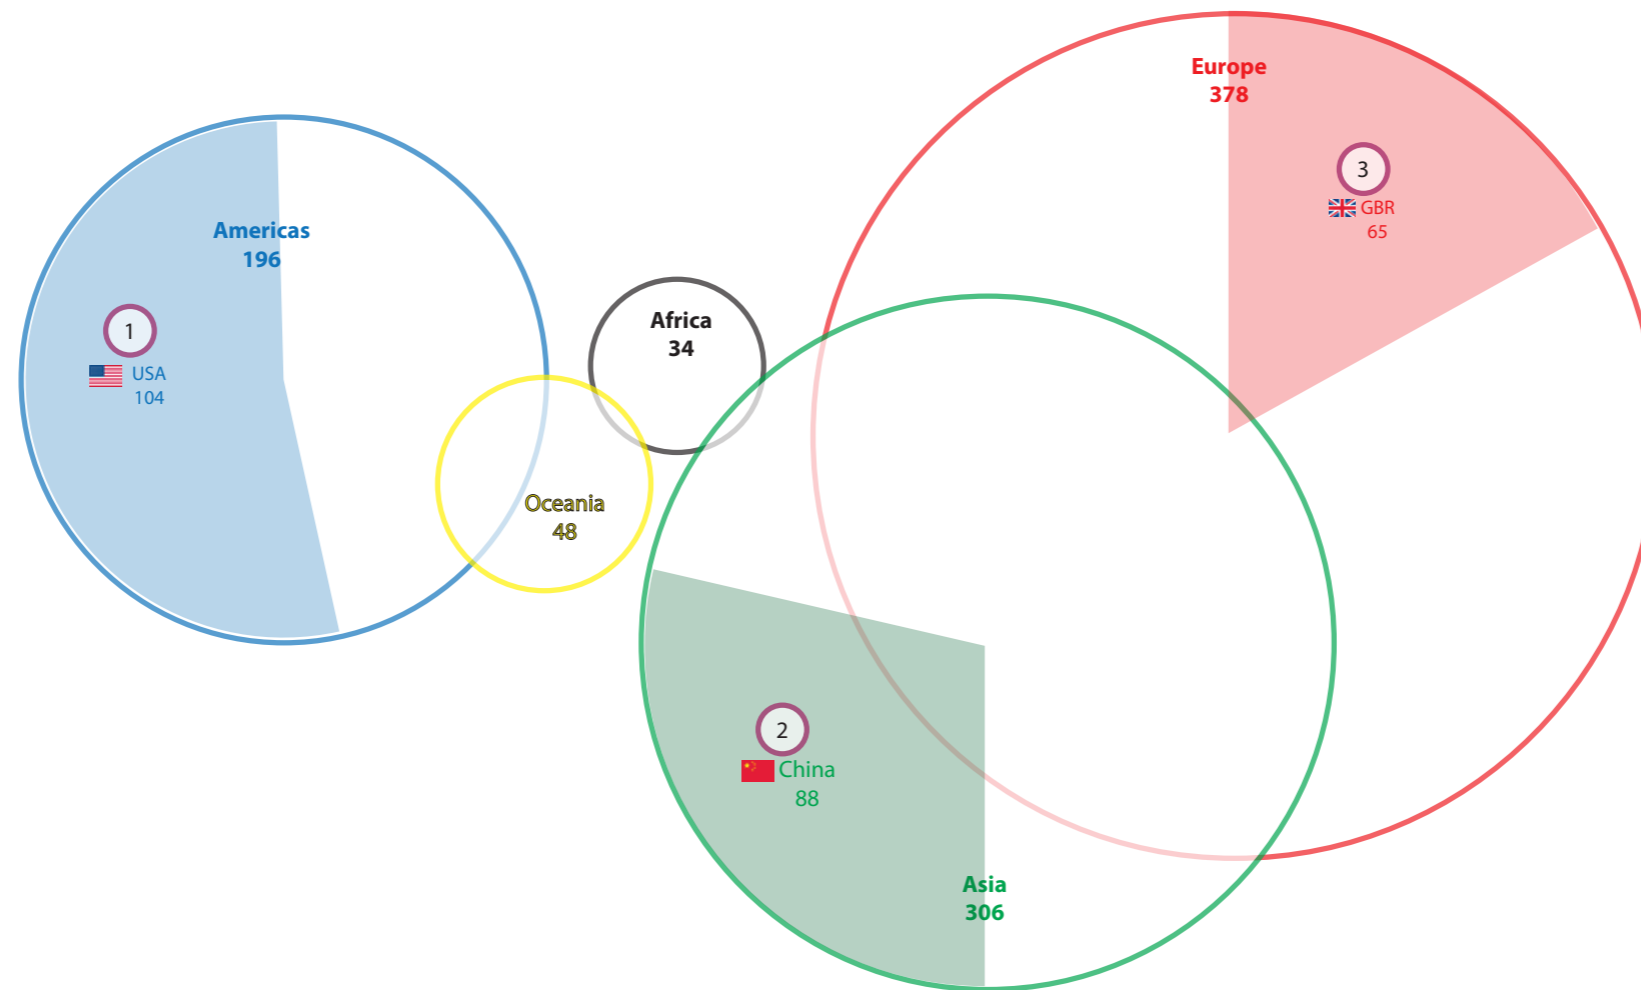 Europe
378
3
GBR
65
Americas
196
1
USA
104
Africa
34
Oceania
48
2
China
88
Asia
306